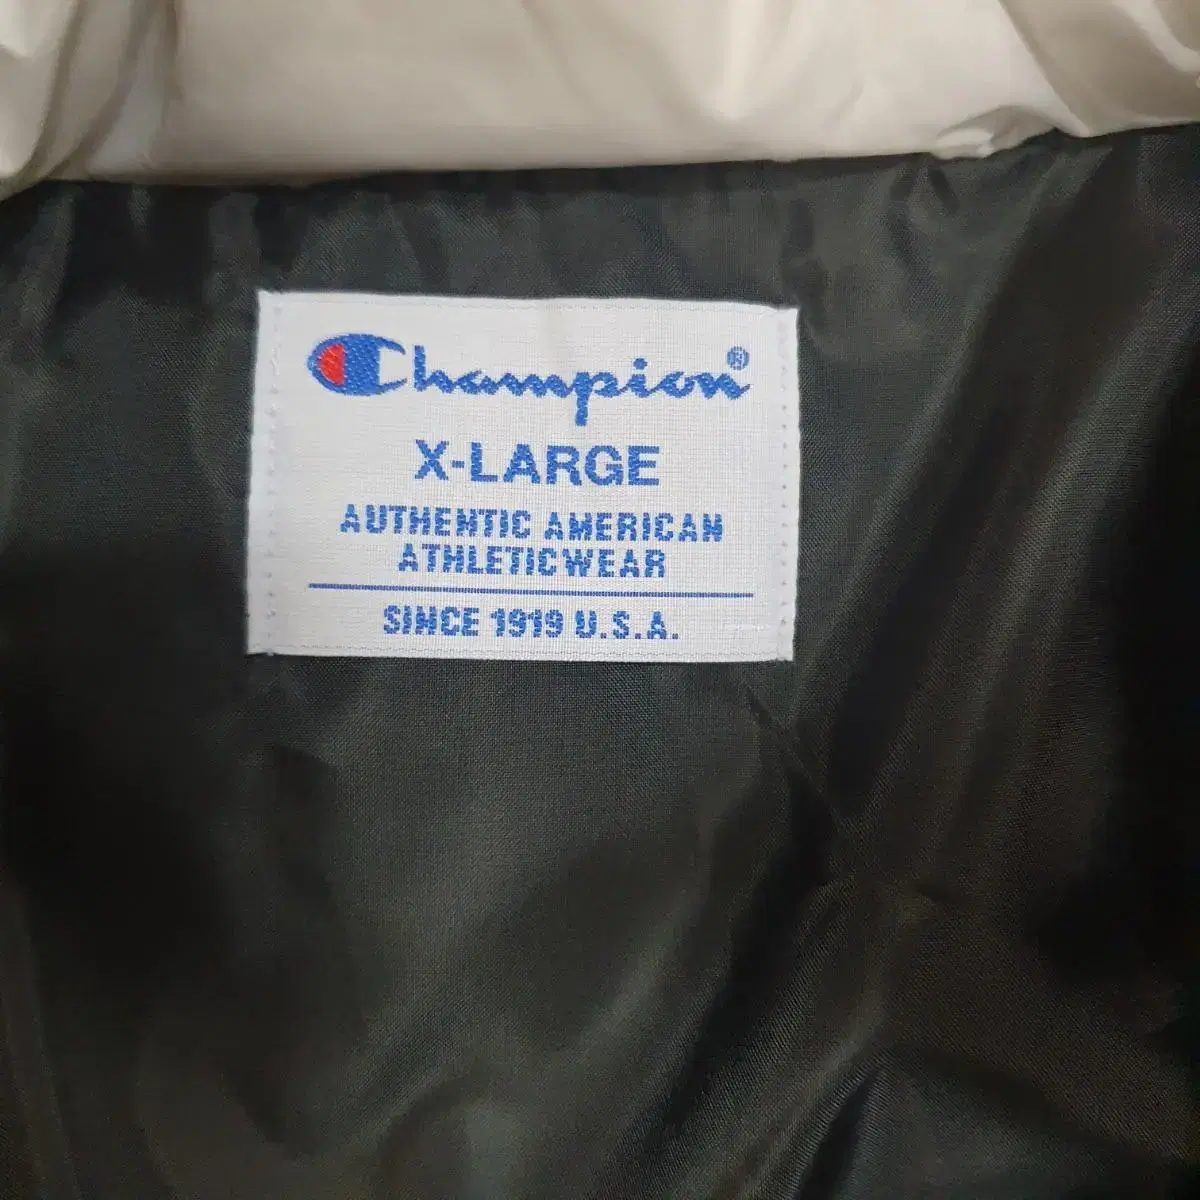 Champion®
X-LARGE
AUTHENTIC AMERICAN
ATHLETICWEAR
SINCE 1919 U.S.A.